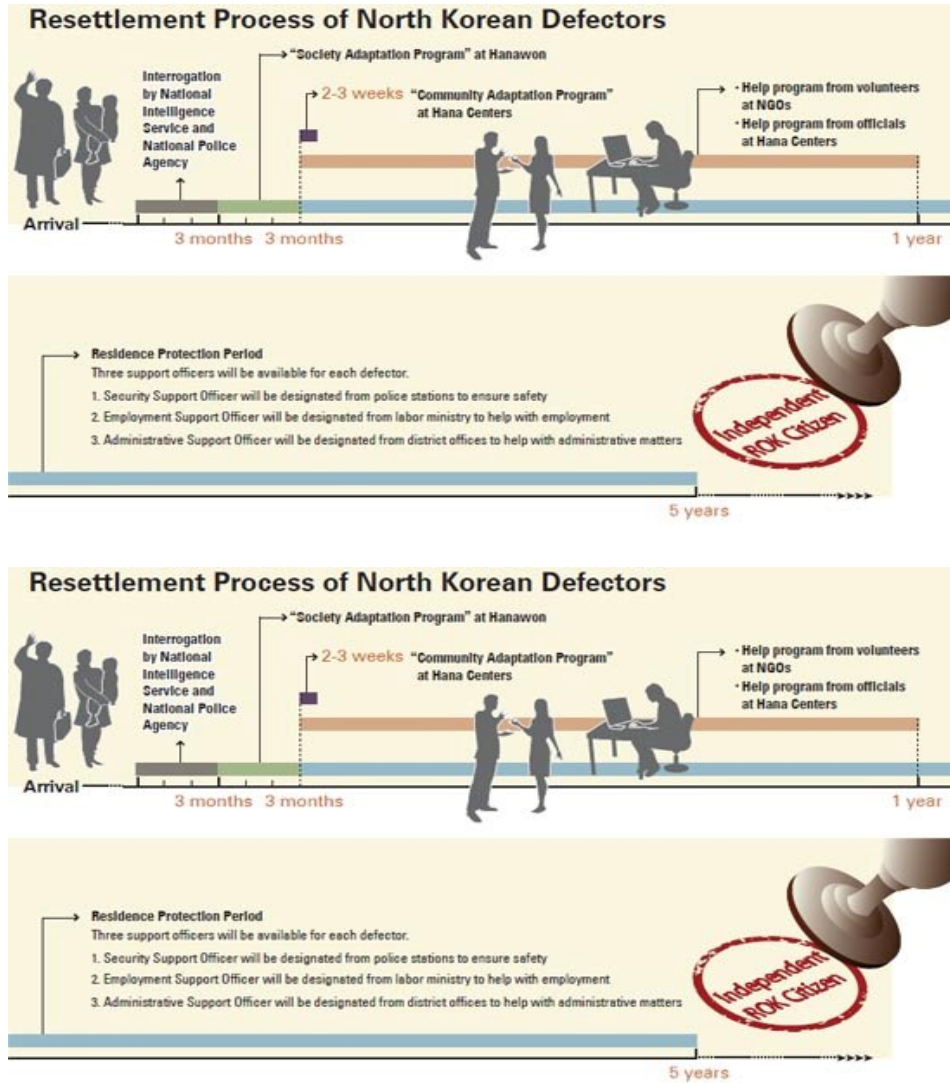 Resettlement Process of North Korean Defectors
"Society Adaptation Program" at Hanawon
Interrogation
by National
Intelligence
Service and
National Police
Agency
2-3 weeks "Community Adaptation Program"
at Hana Centers
· Help program from volunteers
at NGOs
· Help program from officials
at Hana Centers
Arrival
3 months 3 months
1 year
Residence Protection Period
Three support officers will be available for each defector.
1. Security Support Officer will be designated from police stations to ensure safety
2. Employment Support Officer will be designated from labor ministry to help with employment
3. Administrative Support Officer will be designated from district offices to help with administrative matters
Independent
ROK Citizen
5 years
Resettlement Process of North Korean Defectors
"Society Adaptation Program" at Hanawon
Interrogation
by National
Intelligence
Service and
National Police
Agency
2-3 weeks "Community Adaptation Program"
at Hana Centers
· Help program from volunteers
at NGOs
· Help program from officials
at Hana Centers
Arrival
3 months 3 months
1 year
Residence Protection Period
Three support officers will be available for each defector.
1. Security Support Officer will be designated from police stations to ensure safety
2. Employment Support Officer will be designated from labor ministry to help with employment
3. Administrative Support Officer will be designated from district offices to help with administrative matters
Independent
ROK Citizen
5 years